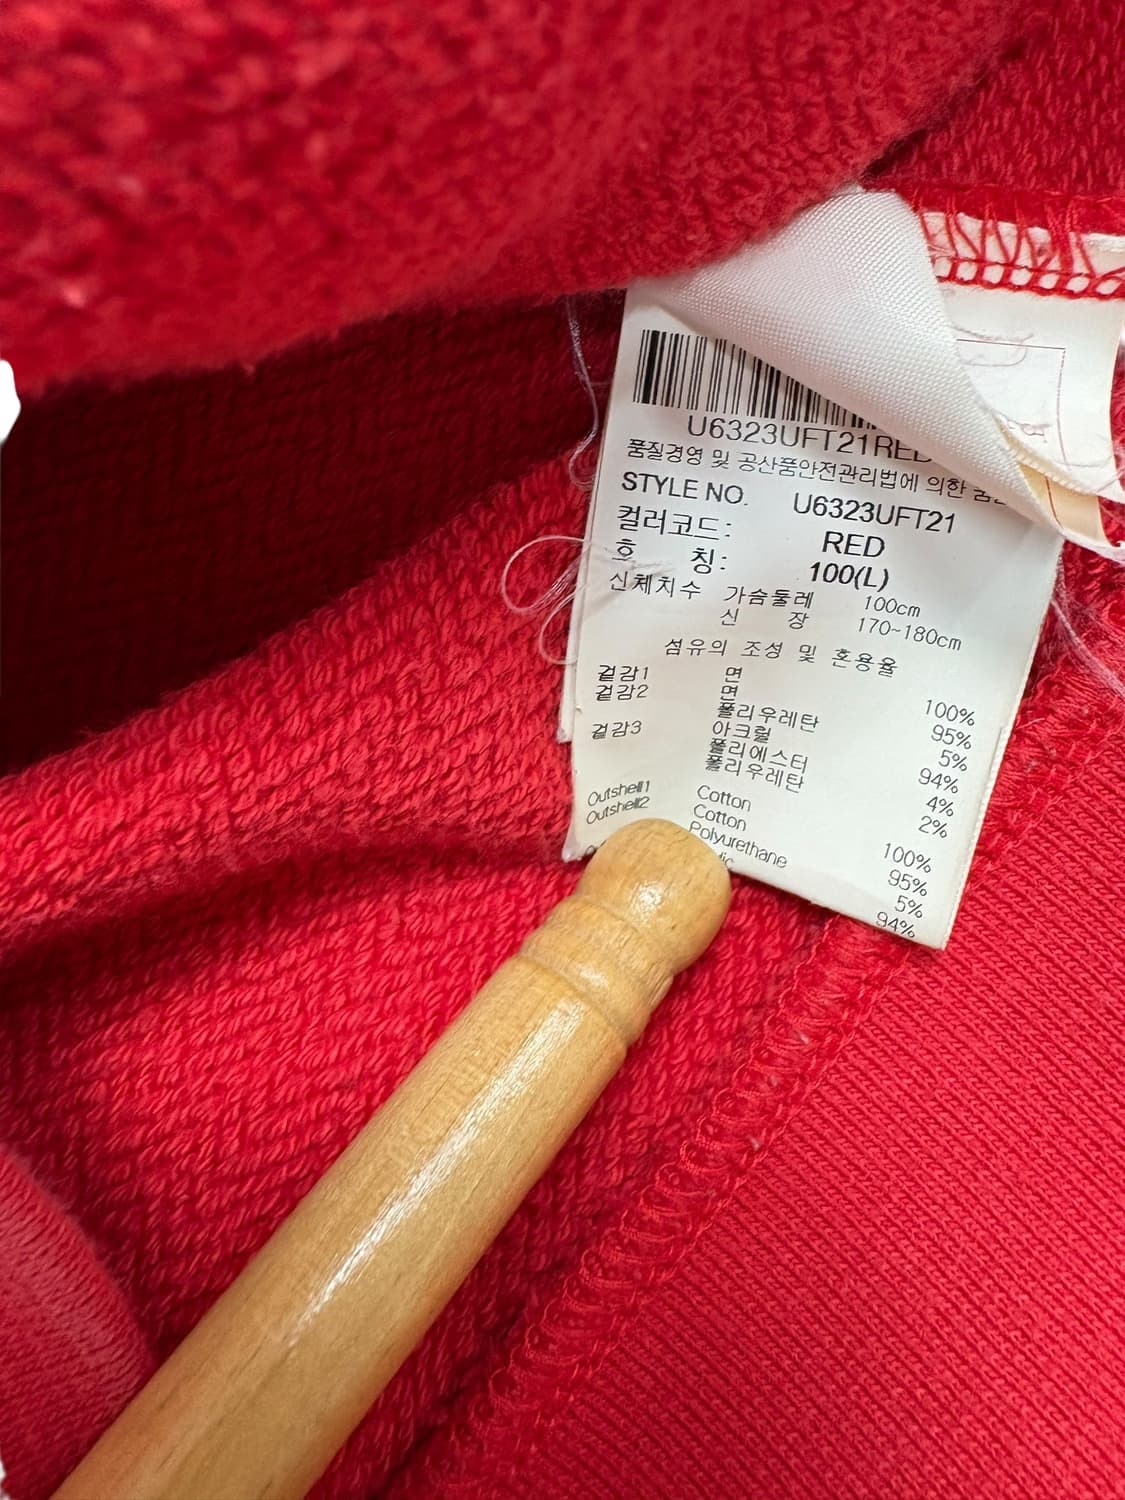 U6323UFT21RED
품질경영 및 공산품안전관리법에 의한
STYLE NO. U6323UFT21
컬러코드: RED
호 칭: 100(L)
신체치수 가슴둘레 100cm
신 장 170~180cm
섬유의 조성 및 혼용율
겉감1 면 100%
겉감2 면 95%
폴리우레탄 5%
겉감3 아크릴 94%
폴리에스터 4%
폴리우레탄 2%
Outshell1 Cotton 100%
Outshell2 Cotton 95%
Polyurethane 5%
94%